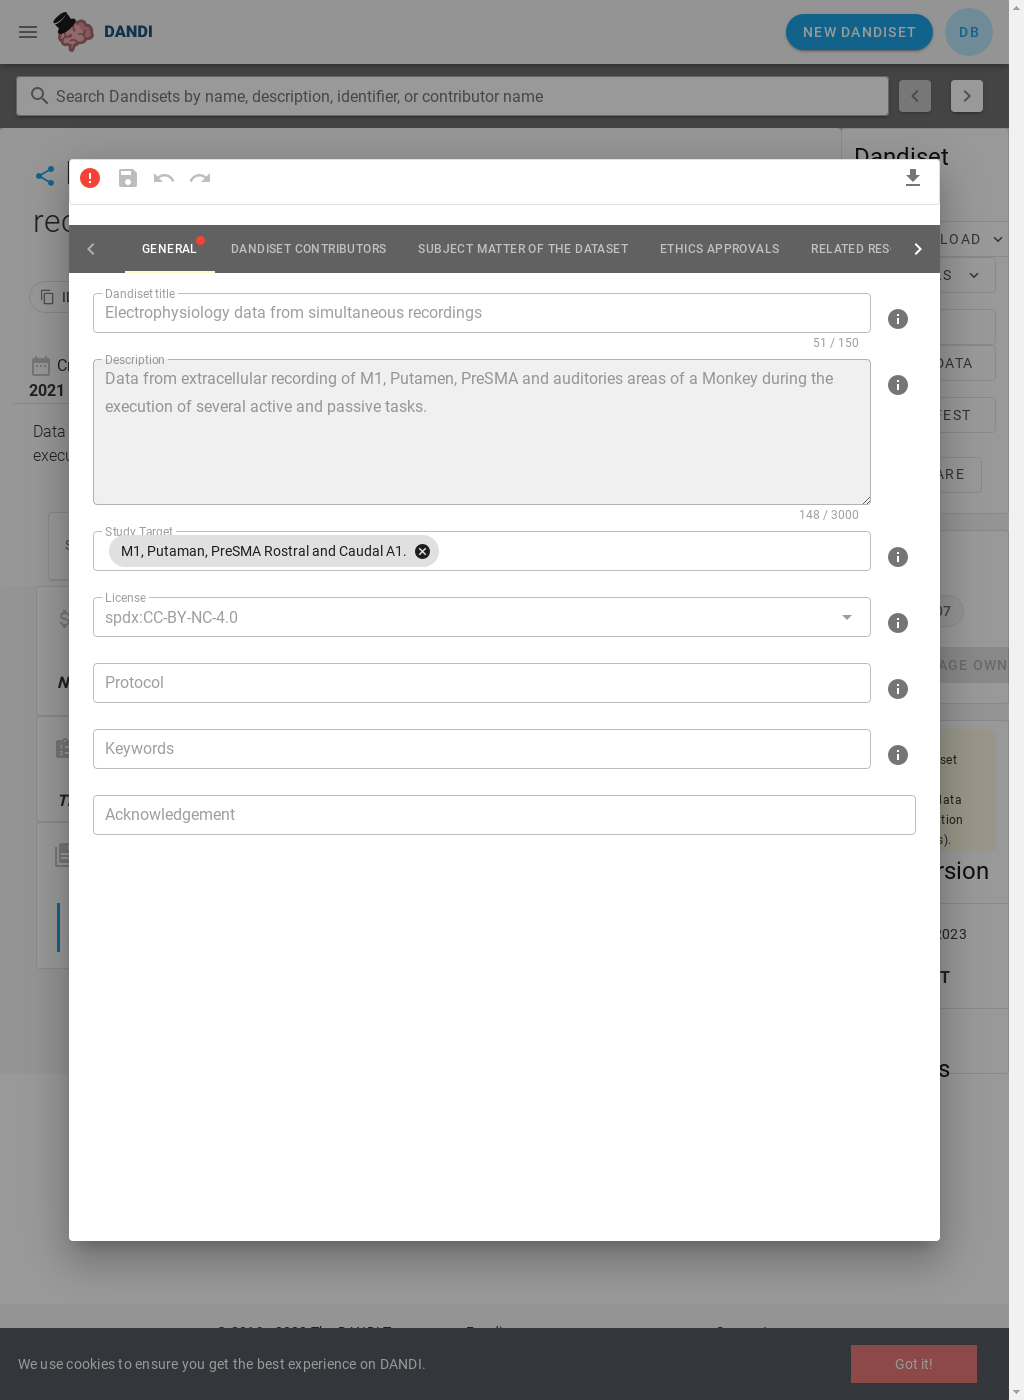 DANDI
NEW DANDISET
DB
Search Dandisets by name, description, identifier, or contributor name
Dandiset
rec
LOAD
GENERAL
DANDISET CONTRIBUTORS
SUBJECT MATTER OF THE DATASET
ETHICS APPROVALS
RELATED RES
S
ID
Dandiset title
Electrophysiology data from simultaneous recordings
51 / 150
Description
Data from extracellular recording of M1, Putamen, PreSMA and auditories areas of a Monkey during the
execution of several active and passive tasks.
148 / 3000
Cr
2021
DATA
FEST
Data
execu
ARE
Study Target
M1, Putaman, PreSMA Rostral and Caudal A1.
S
License
spdx:CC-BY-NC-4.0
07
Protocol
AGE OWN
N
Keywords
set
Acknowledgement
T
data
tion
s).
rsion
2023
T
s
We use cookies to ensure you get the best experience on DANDI.
Got it!